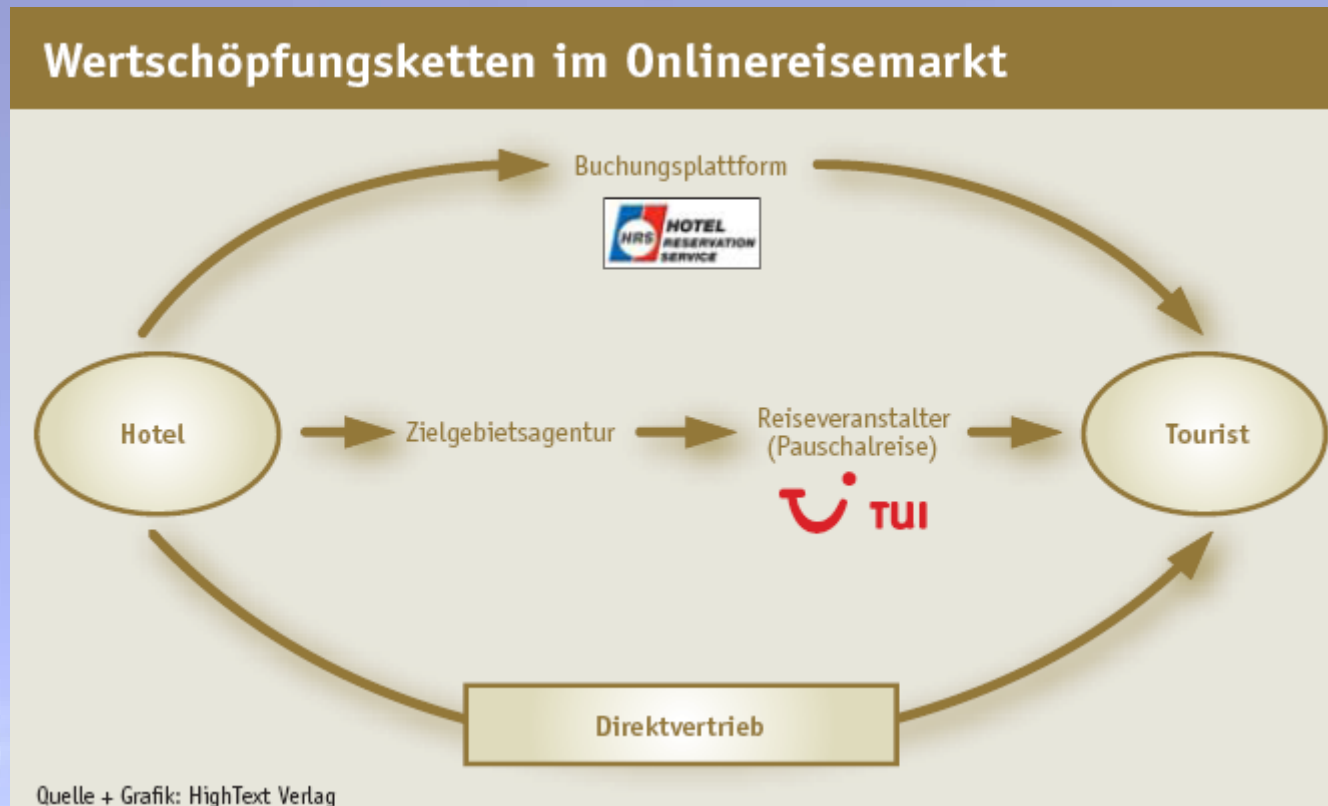 Wertschöpfungsketten im Onlinereisemarkt
Buchungsplattform
HRS
HOTEL
RESERVATION
SERVICE
Hotel
Zielgebietsagentur
Reiseveranstalter
(Pauschalreise)
TUI
Tourist
Direktvertrieb
Quelle + Grafik: HighText Verlag